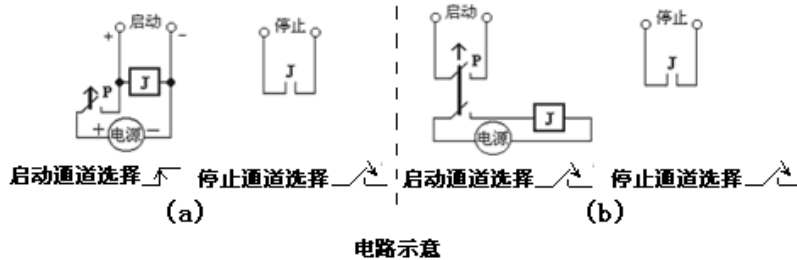 启动 停止
+ −
J J
P
+ 电源 −
启动通道选择 停止通道选择
(a)
启动 停止
P J
J
电源
启动通道选择 停止通道选择
(b)
电路示意